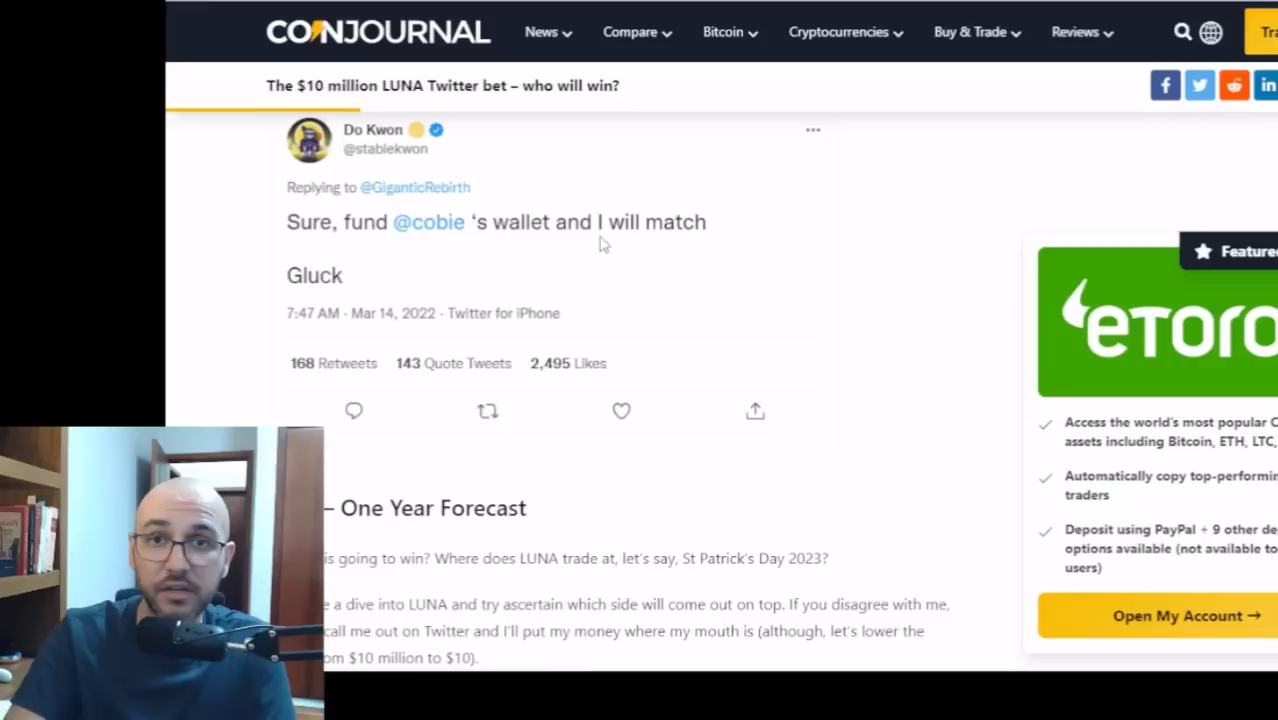 COINJOURNAL
News
Compare
Bitcoin
Cryptocurrencies
Buy & Trade
Reviews
The $10 million LUNA Twitter bet – who will win?
Do Kwon
@stablekwon
Replying to @GiganticRebirth
Sure, fund @cobie 's wallet and I will match
Gluck
7:47 AM · Mar 14, 2022 · Twitter for iPhone
168 Retweets 143 Quote Tweets 2,495 Likes
– One Year Forecast
is going to win? Where does LUNA trade at, let's say, St Patrick's Day 2023?
a dive into LUNA and try ascertain which side will come out on top. If you disagree with me,
call me out on Twitter and I'll put my money where my mouth is (although, let's lower the
from $10 million to $10).
Featured
eTORO
Access the world's most popular
assets including Bitcoin, ETH, LTC,
Automatically copy top-performing
traders
Deposit using PayPal + 9 other
options available (not available to
users)
Open My Account →